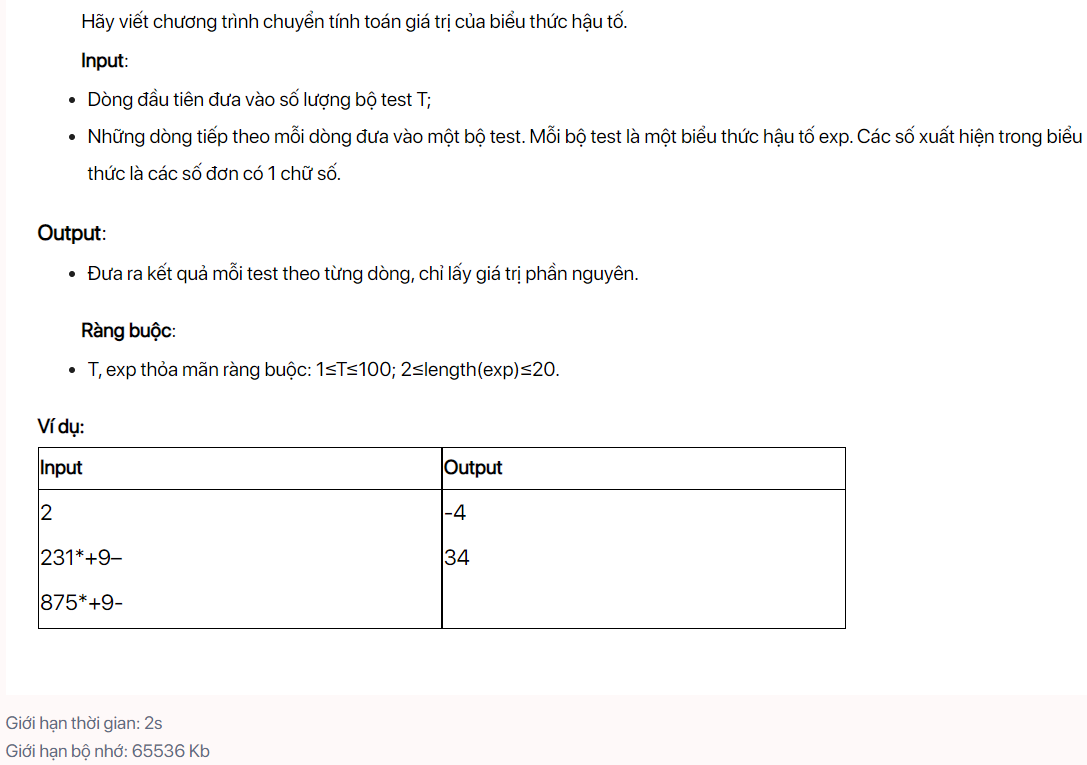 Hãy viết chương trình chuyển tính toán giá trị của biểu thức hậu tố.
Input:
• Dòng đầu tiên đưa vào số lượng bộ test T;
• Những dòng tiếp theo mỗi dòng đưa vào một bộ test. Mỗi bộ test là một biểu thức hậu tố exp. Các số xuất hiện trong biểu
thức là các số đơn có 1 chữ số.
Output:
• Đưa ra kết quả mỗi test theo từng dòng, chỉ lấy giá trị phần nguyên.
Ràng buộc:
• T, exp thỏa mãn ràng buộc: 1≤T≤100; 2≤length(exp)≤20.
Ví dụ:
Input Output
2 -4
231*+9– 34
875*+9-
Giới hạn thời gian: 2s
Giới hạn bộ nhớ: 65536 Kb